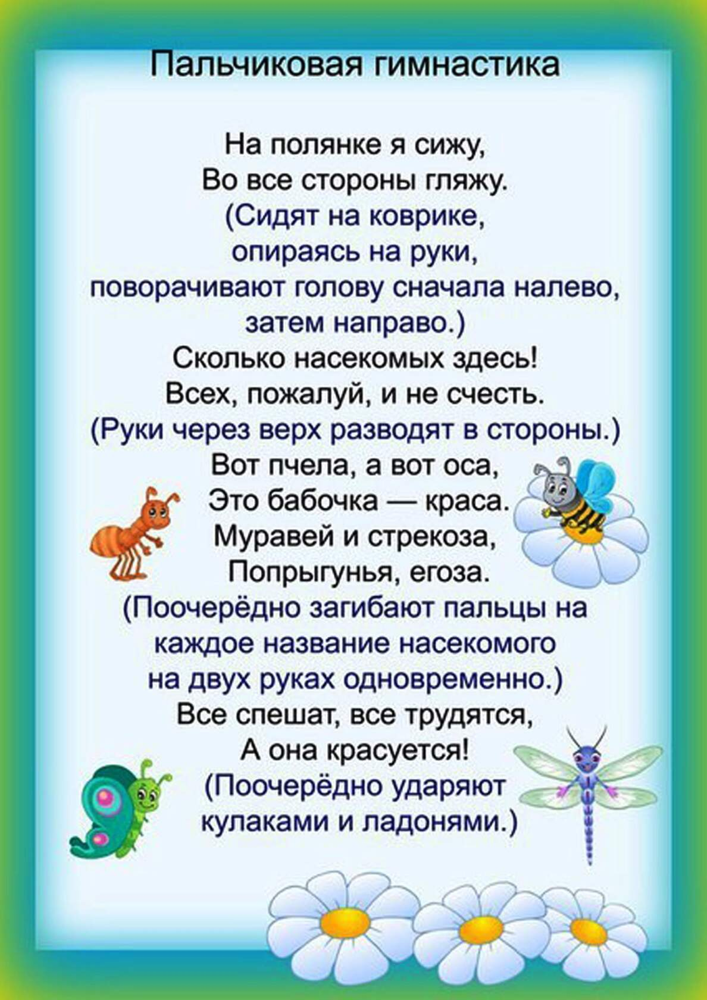 Пальчиковая гимнастика
На полянке я сижу,
Во все стороны гляжу.
(Сидят на коврике,
опираясь на руки,
поворачивают голову сначала налево,
затем направо.)
Сколько насекомых здесь!
Всех, пожалуй, и не счесть.
(Руки через верх разводят в стороны.)
Вот пчела, а вот оса,
Это бабочка — краса.
Муравей и стрекоза,
Попрыгунья, егоза.
(Поочерёдно загибают пальцы на
каждое название насекомого
на двух руках одновременно.)
Все спешат, все трудятся,
А она красуется!
(Поочерёдно ударяют
кулаками и ладонями.)